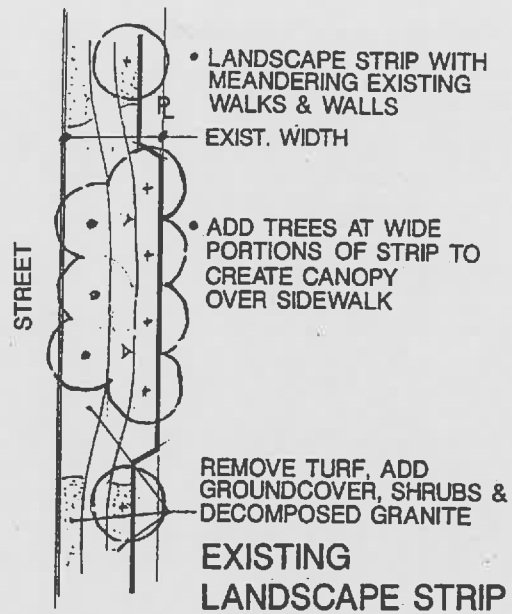 • LANDSCAPE STRIP WITH
MEANDERING EXISTING
WALKS & WALLS
PL
EXIST. WIDTH
STREET
• ADD TREES AT WIDE
PORTIONS OF STRIP TO
CREATE CANOPY
OVER SIDEWALK
REMOVE TURF, ADD
GROUNDCOVER, SHRUBS &
DECOMPOSED GRANITE
EXISTING
LANDSCAPE STRIP